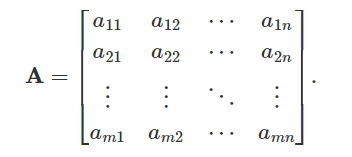 A = [ a₁₁ a₁₂ ⋯ a₁ₙ
a₂₁ a₂₂ ⋯ a₂ₙ
⋮ ⋮ ⋱ ⋮
aₘ₁ aₘ₂ ⋯ aₘₙ ] .